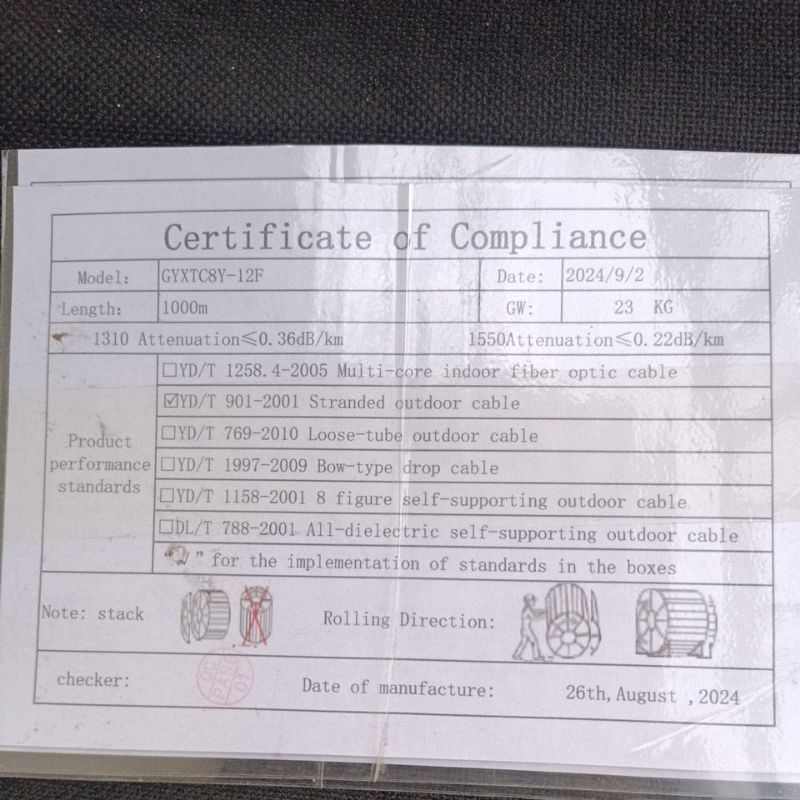 Certificate of Compliance
Model: GYXTC8Y-12F Date: 2024/9/2
Length: 1000m GW: 23 KG
1310 Attenuation≤0.36dB/km 1550Attenuation≤0.22dB/km
Product performance standards
☐YD/T 1258.4-2005 Multi-core indoor fiber optic cable
☑YD/T 901-2001 Stranded outdoor cable
☐YD/T 769-2010 Loose-tube outdoor cable
☐YD/T 1997-2009 Bow-type drop cable
☐YD/T 1158-2001 8 figure self-supporting outdoor cable
☐DL/T 788-2001 All-dielectric self-supporting outdoor cable
"√" for the implementation of standards in the boxes
Note: stack Rolling Direction:
checker: QC PASS 01 Date of manufacture: 26th, August ,2024